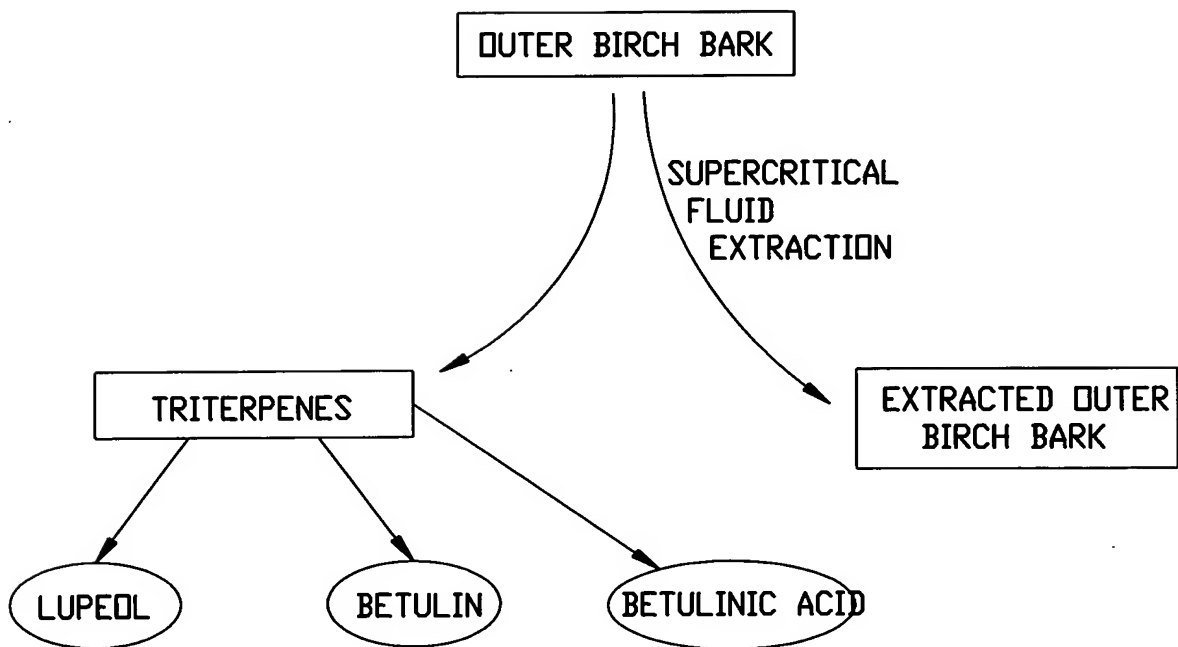 OUTER BIRCH BARK
SUPERCRITICAL
FLUID
EXTRACTION
TRITERPENES
EXTRACTED OUTER
BIRCH BARK
LUPEOL
BETULIN
BETULINIC ACID